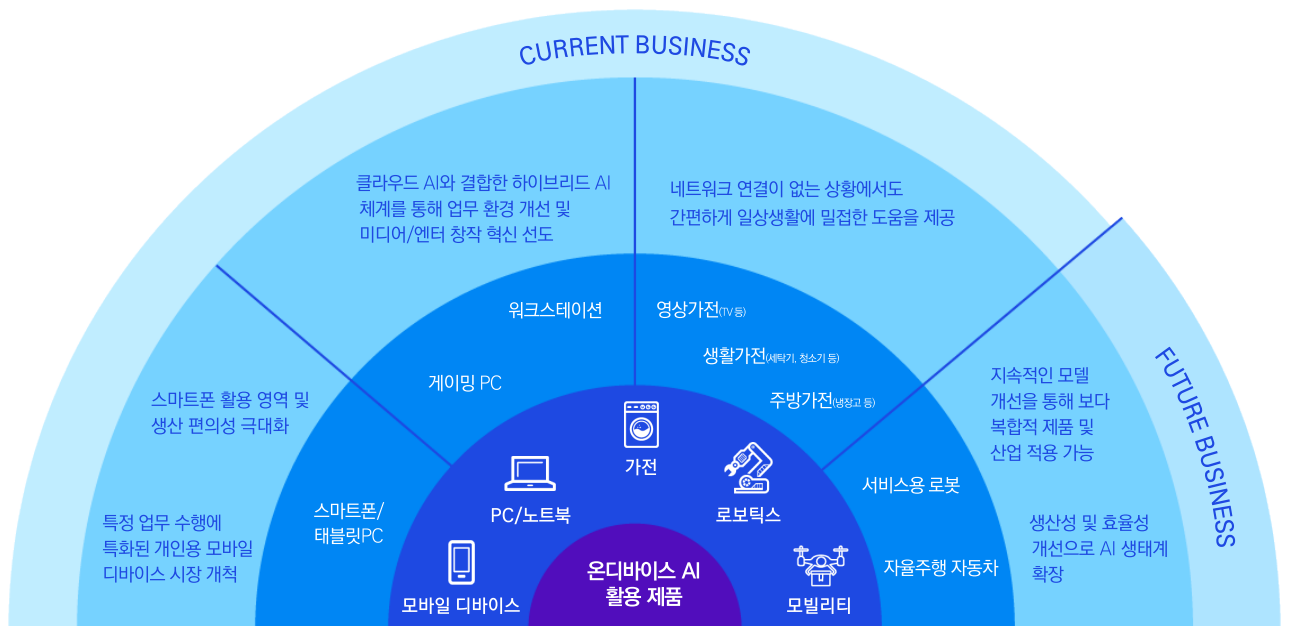 CURRENT BUSINESS
클라우드 AI와 결합한 하이브리드 AI
체계를 통해 업무 환경 개선 및
미디어/엔터 창작 혁신 선도
네트워크 연결이 없는 상황에서도
간편하게 일상생활에 밀접한 도움을 제공
스마트폰 활용 영역 및
생산 편의성 극대화
특정 업무 수행에
특화된 개인용 모바일
디바이스 시장 개척
지속적인 모델
개선을 통해 보다
복합적 제품 및
산업 적용 가능
생산성 및 효율성
개선으로 AI 생태계
확장
FUTURE BUSINESS
워크스테이션
게이밍 PC
스마트폰/
태블릿PC
영상가전(TV 등)
생활가전(세탁기, 청소기 등)
주방가전(냉장고 등)
서비스용 로봇
자율주행 자동차
모바일 디바이스
PC/노트북
가전
로보틱스
모빌리티
온디바이스 AI
활용 제품